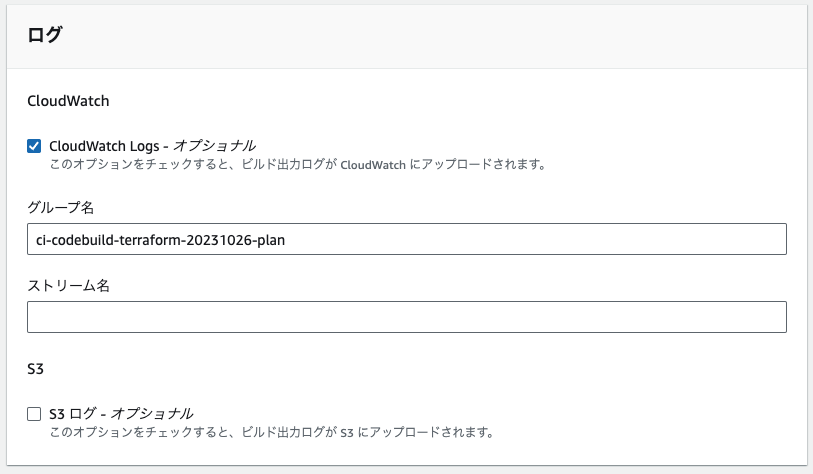 ログ
CloudWatch
CloudWatch Logs - オプショナル
このオプションをチェックすると、ビルド出力ログが CloudWatch にアップロードされます。
グループ名
ci-codebuild-terraform-20231026-plan
ストリーム名
S3
S3 ログ - オプショナル
このオプションをチェックすると、ビルド出力ログが S3 にアップロードされます。